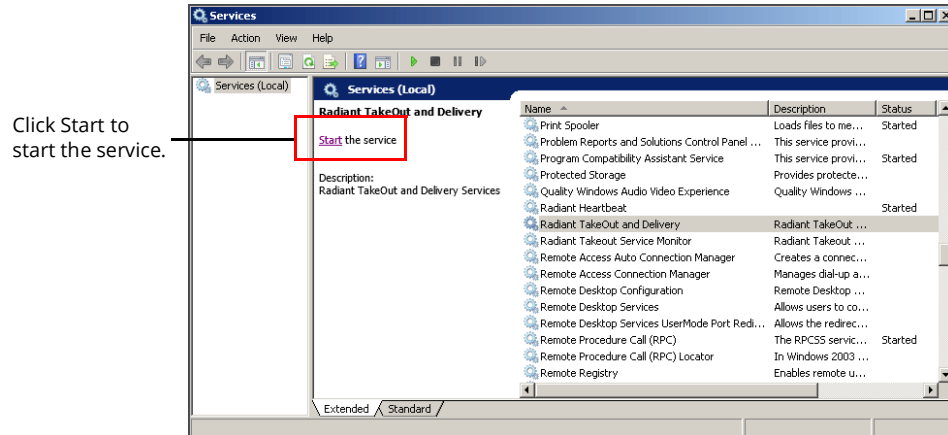 Services
File Action View Help
Services (Local)
Services (Local)
Click Start to
start the service.
Radiant TakeOut and Delivery
Start the service
Description:
Radiant TakeOut and Delivery Services
Name Description Status
Print Spooler Loads files to me... Started
Problem Reports and Solutions Control Panel ... This service provi...
Program Compatibility Assistant Service This service provi... Started
Protected Storage Provides protecte...
Quality Windows Audio Video Experience Quality Windows ...
Radiant Heartbeat Started
Radiant TakeOut and Delivery Radiant TakeOut ...
Radiant Takeout Service Monitor Radiant Takeout ...
Remote Access Auto Connection Manager Creates a connec...
Remote Access Connection Manager Manages dial-up a...
Remote Desktop Configuration Remote Desktop ...
Remote Desktop Services Allows users to co...
Remote Desktop Services UserMode Port Redi... Allows the redirec...
Remote Procedure Call (RPC) The RPCSS servic... Started
Remote Procedure Call (RPC) Locator In Windows 2003 ...
Remote Registry Enables remote u...
Extended Standard